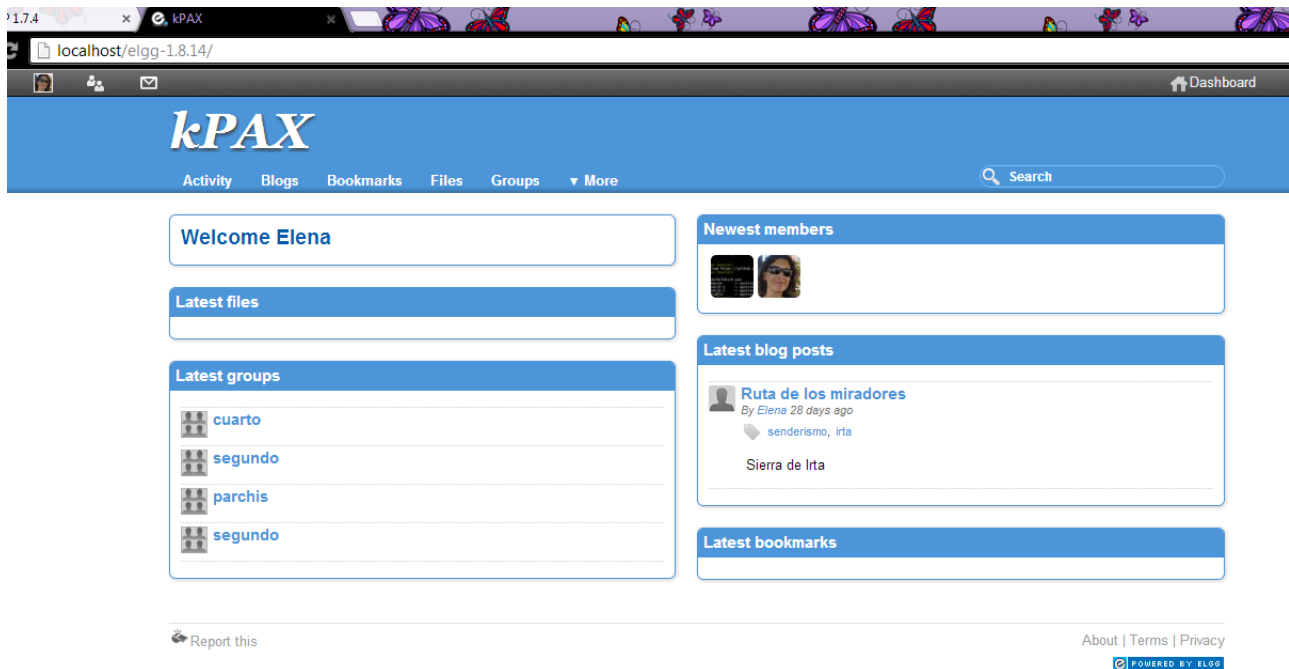 1.7.4
kPAX
localhost/elgg-1.8.14/
Dashboard
kPAX
Activity Blogs Bookmarks Files Groups ▼ More
Search
Welcome Elena
Latest files
Latest groups
cuarto
segundo
parchis
segundo
Newest members
Latest blog posts
Ruta de los miradores
By Elena 28 days ago
senderismo, irta
Sierra de Irta
Latest bookmarks
Report this
About | Terms | Privacy
POWERED BY ELGG